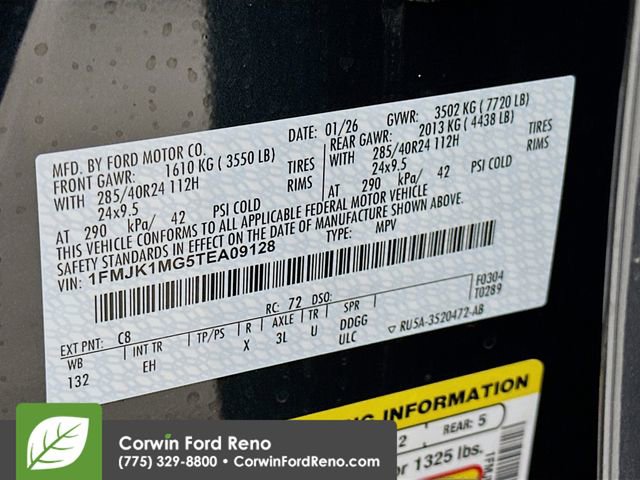 MFD. BY FORD MOTOR CO.
DATE: 01/26 GVWR: 3502 KG ( 7720 LB)
FRONT GAWR: 1610 KG ( 3550 LB) REAR GAWR: 2013 KG ( 4438 LB)
WITH 285/40R24 112H TIRES WITH 285/40R24 112H TIRES
24x9.5 RIMS 24x9.5 RIMS
AT 290 kPa/ 42 PSI COLD AT 290 kPa/ 42 PSI COLD
THIS VEHICLE CONFORMS TO ALL APPLICABLE FEDERAL MOTOR VEHICLE
SAFETY STANDARDS IN EFFECT ON THE DATE OF MANUFACTURE SHOWN ABOVE.
VIN: 1FMJK1MG5TEA09128 TYPE: MPV
F0304
T0289
EXT PNT: C8 RC: 72 DSO:
WB INT TR TP/PS R AXLE TR SPR
132 EH X 3L U DDGG
ULC
RU5A-3520472-AB
INFORMATION
2 REAR: 5
or 1325 lbs.
Corwin Ford Reno
(775) 329-8800 • CorwinFordReno.com